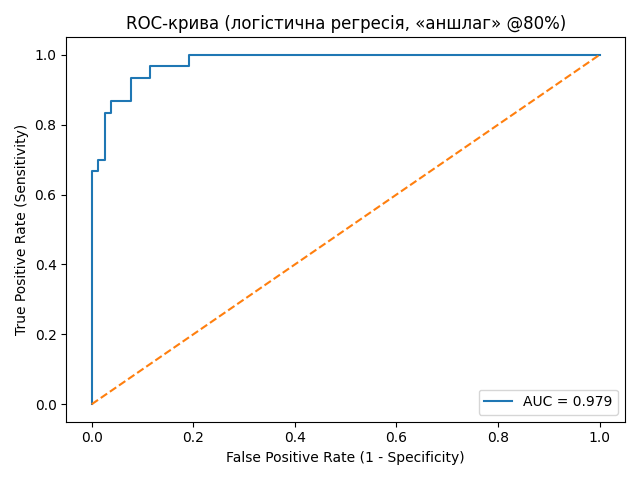 ROC-крива (логістична регресія, «аншлаг» @80%)
True Positive Rate (Sensitivity)
1.0
0.8
0.6
0.4
0.2
0.0
0.0 0.2 0.4 0.6 0.8 1.0
False Positive Rate (1 - Specificity)
AUC = 0.979